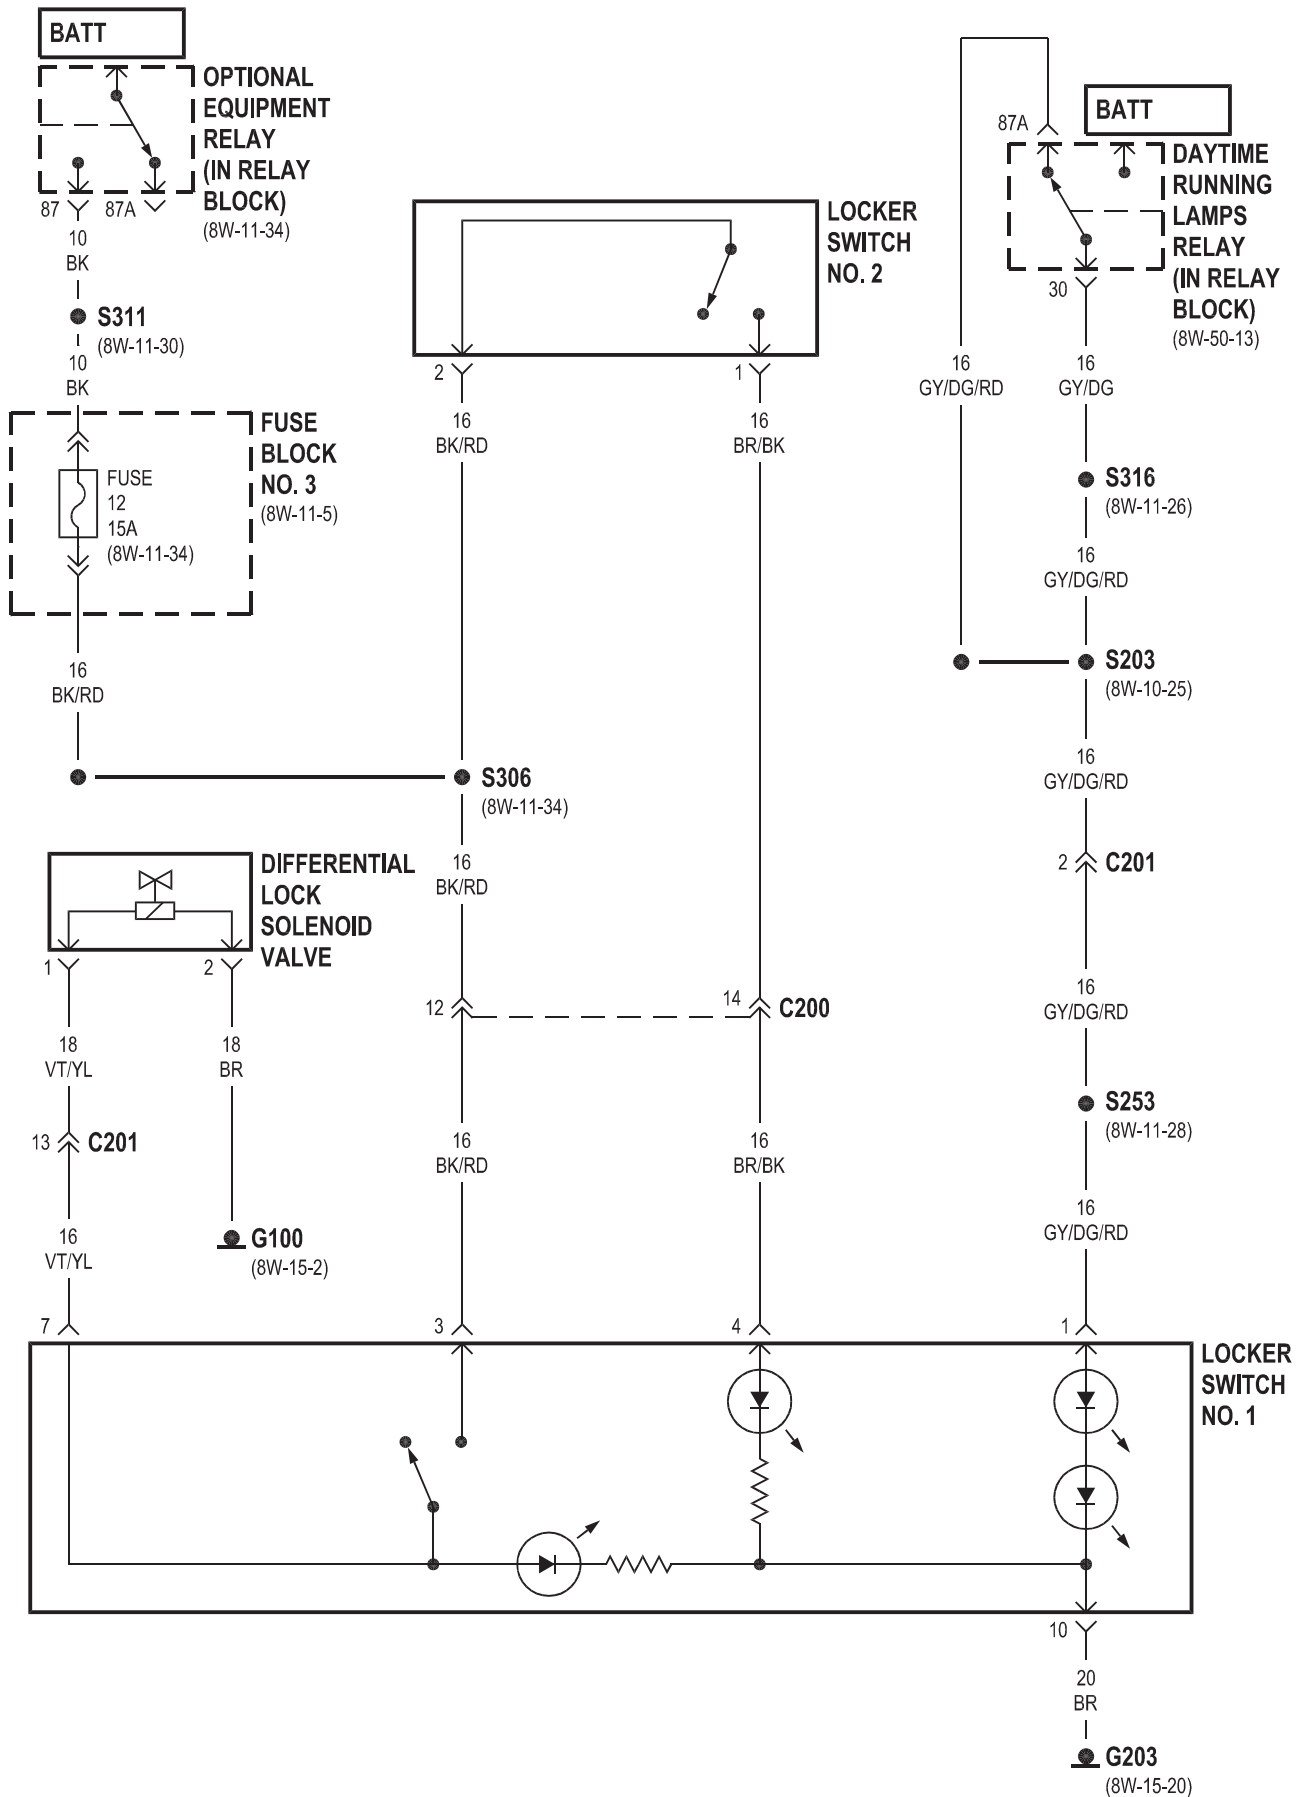 BATT
OPTIONAL
EQUIPMENT
RELAY
(IN RELAY
BLOCK)
(8W-11-34)
87
87A
10
BK
S311
(8W-11-30)
10
BK
FUSE
BLOCK
NO. 3
(8W-11-5)
FUSE
12
15A
(8W-11-34)
16
BK/RD
LOCKER
SWITCH
NO. 2
2
1
16
BK/RD
16
BR/BK
S306
(8W-11-34)
16
BK/RD
12
14
C200
16
BK/RD
16
BR/BK
87A
BATT
DAYTIME
RUNNING
LAMPS
RELAY
(IN RELAY
BLOCK)
(8W-50-13)
30
16
GY/DG/RD
16
GY/DG
S316
(8W-11-26)
16
GY/DG/RD
S203
(8W-10-25)
16
GY/DG/RD
2
C201
16
GY/DG/RD
S253
(8W-11-28)
16
GY/DG/RD
DIFFERENTIAL
LOCK
SOLENOID
VALVE
1
2
18
VT/YL
18
BR
13
C201
G100
(8W-15-2)
16
VT/YL
7
3
4
1
LOCKER
SWITCH
NO. 1
10
20
BR
G203
(8W-15-20)